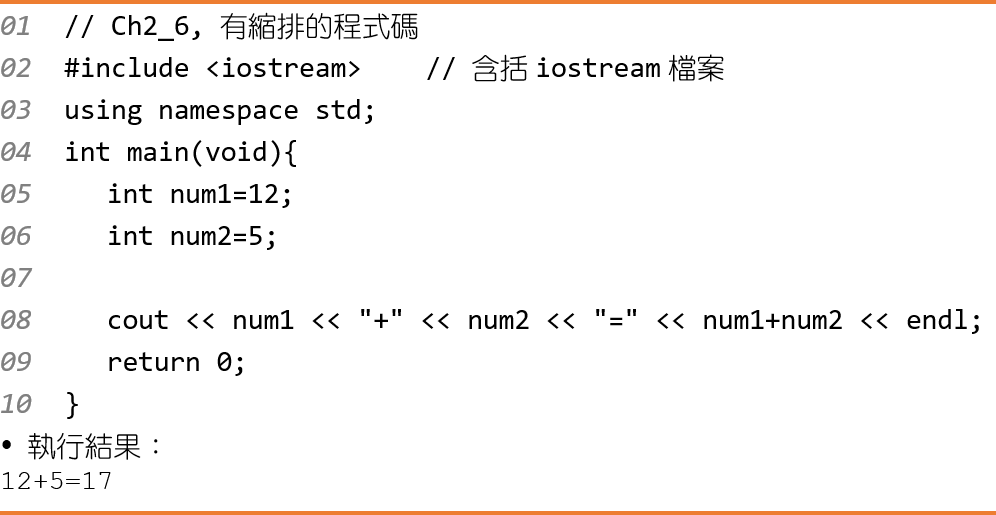 01 // Ch2_6, 有縮排的程式碼
02 #include <iostream> // 含括 iostream 檔案
03 using namespace std;
04 int main(void){
05 int num1=12;
06 int num2=5;
07
08 cout << num1 << "+" << num2 << "=" << num1+num2 << endl;
09 return 0;
10 }
• 執行結果：
12+5=17